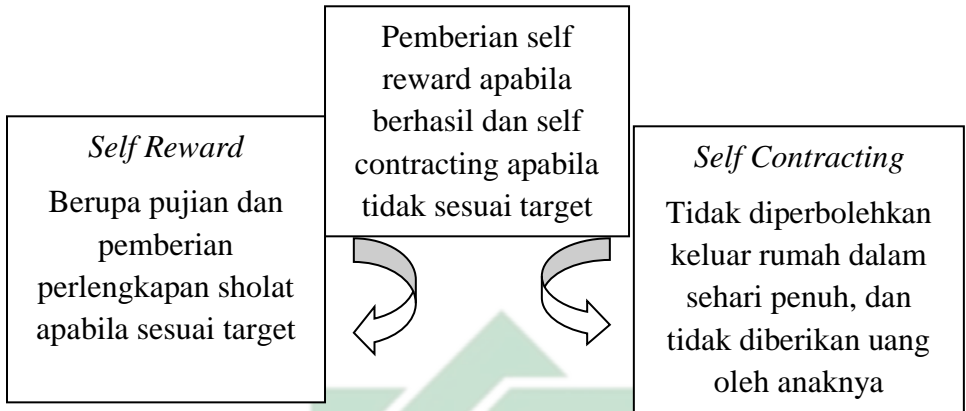 Pemberian self
reward apabila
berhasil dan self
contracting apabila
tidak sesuai target
Self Reward
Berupa pujian dan
pemberian
perlengkapan sholat
apabila sesuai target
Self Contracting
Tidak diperbolehkan
keluar rumah dalam
sehari penuh, dan
tidak diberikan uang
oleh anaknya